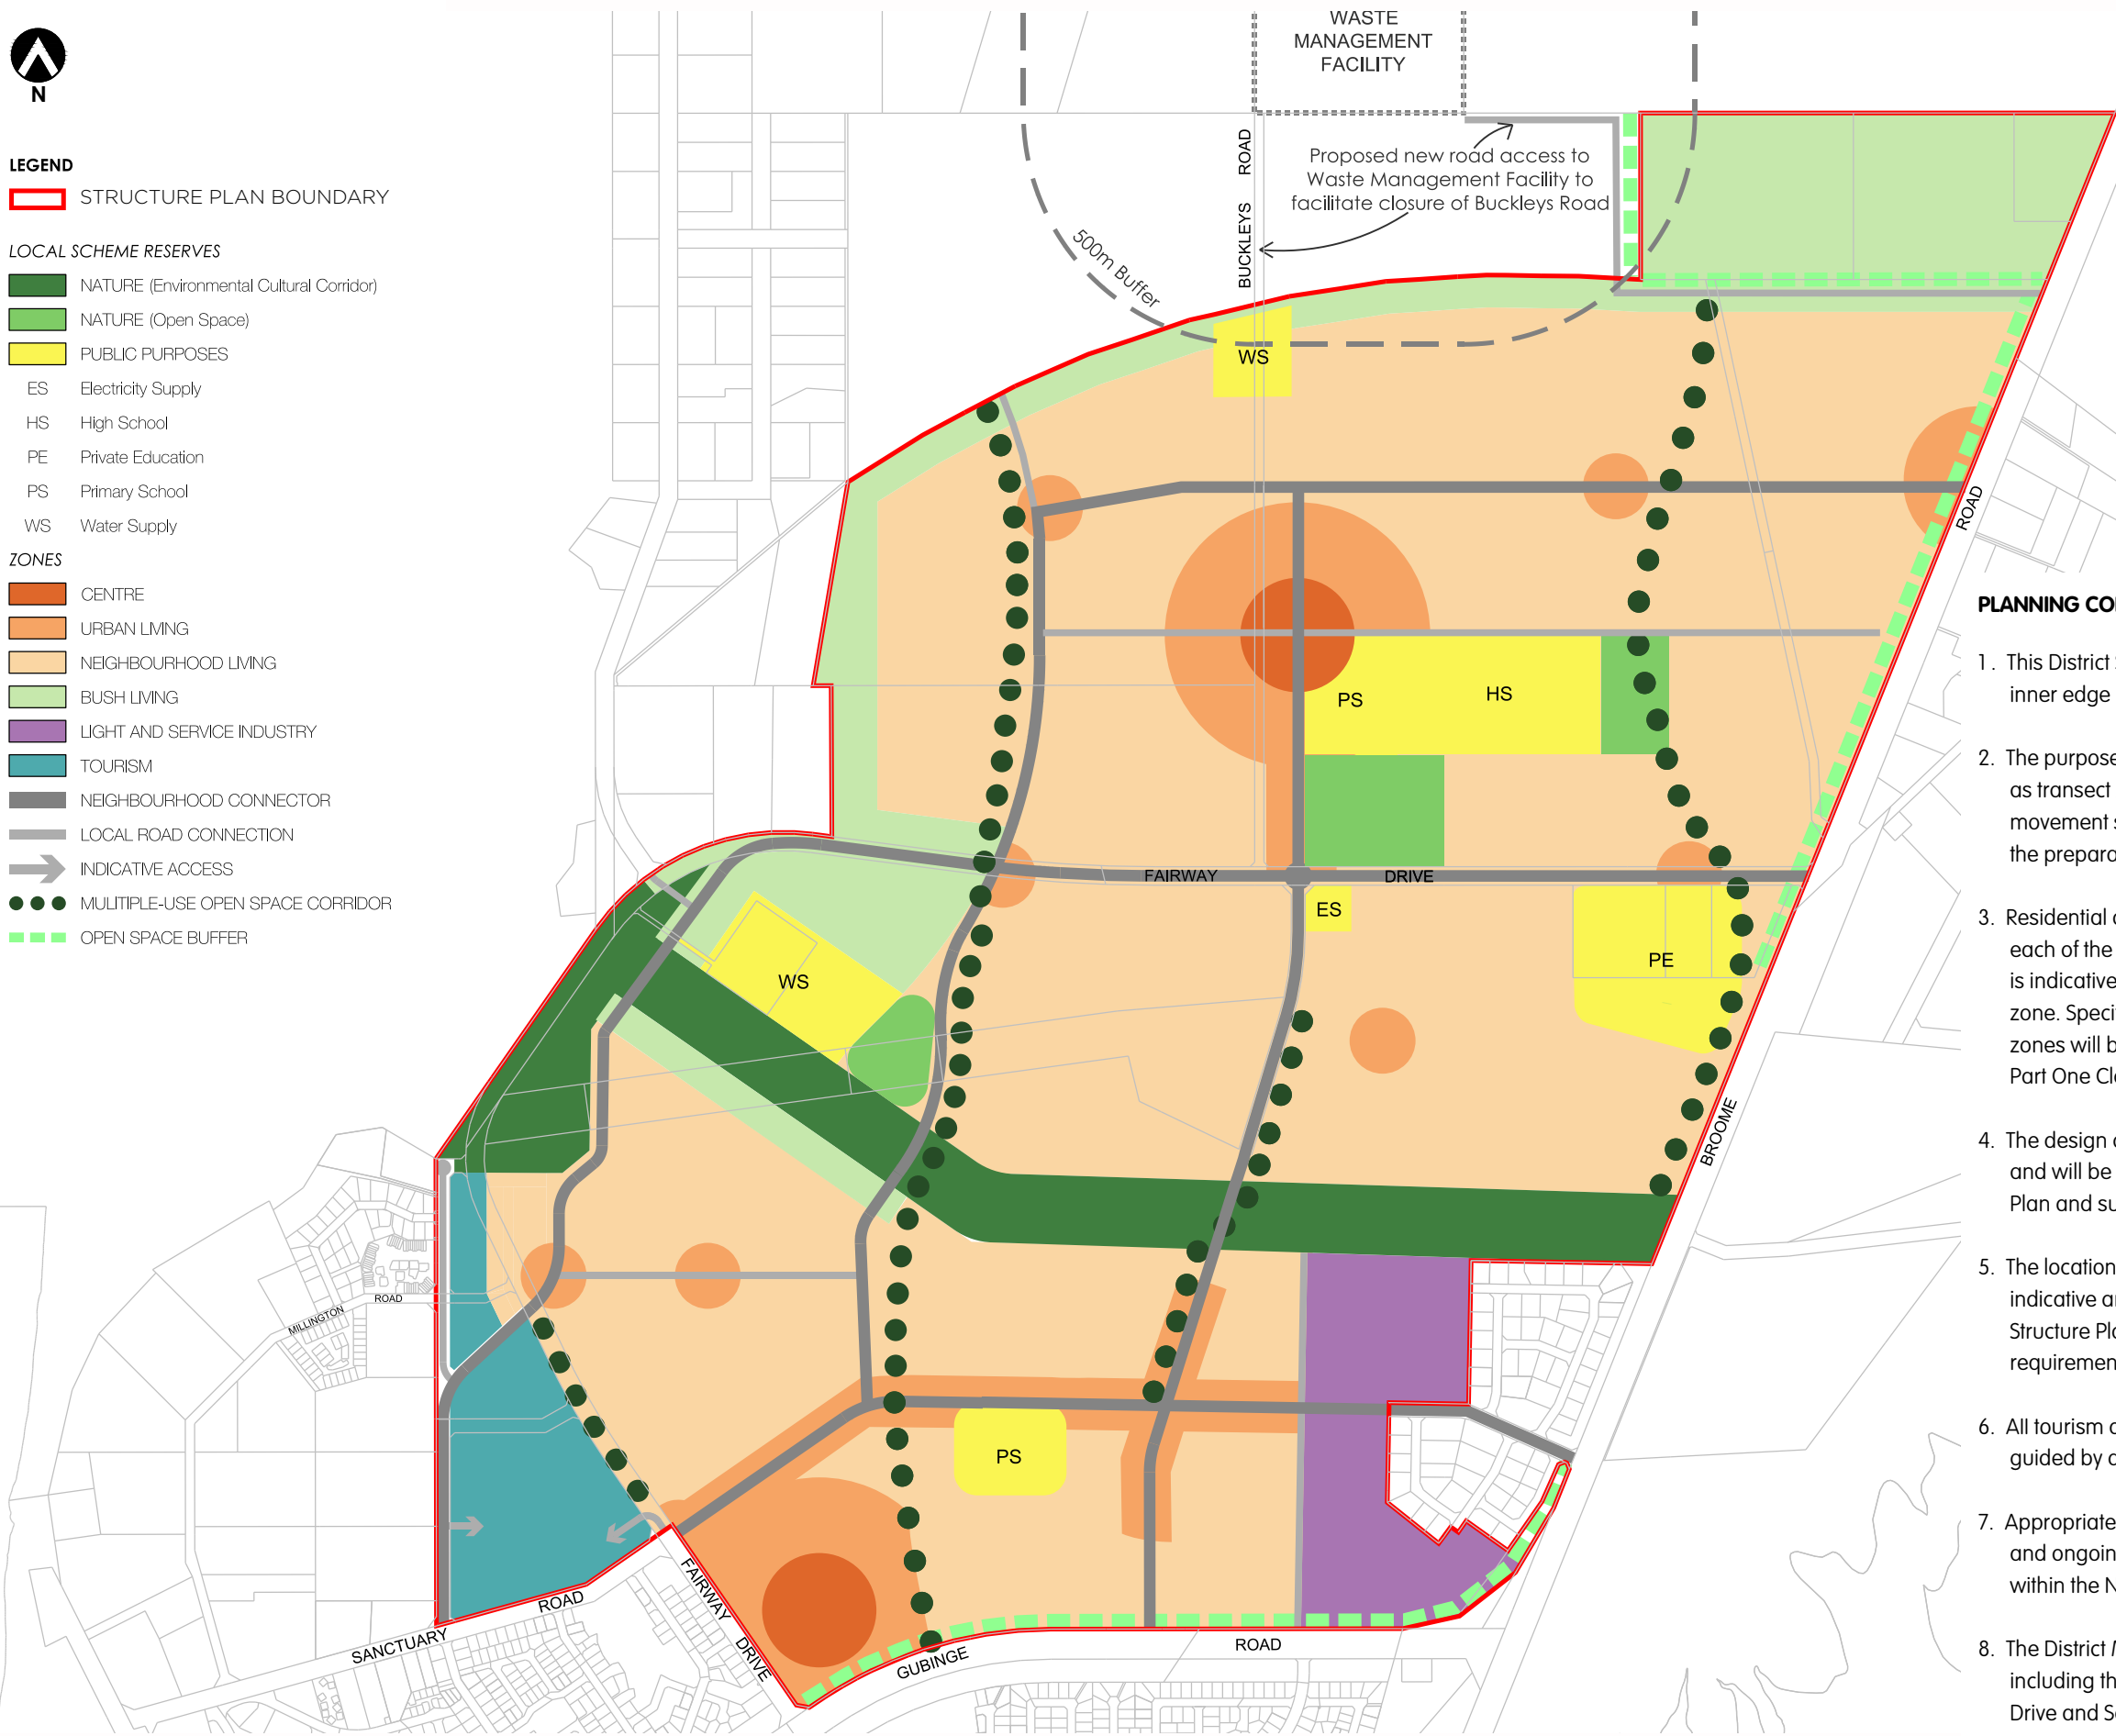 N
LEGEND
STRUCTURE PLAN BOUNDARY
LOCAL SCHEME RESERVES
NATURE (Environmental Cultural Corridor)
NATURE (Open Space)
PUBLIC PURPOSES
ES Electricity Supply
HS High School
PE Private Education
PS Primary School
WS Water Supply
ZONES
CENTRE
URBAN LIVING
NEIGHBOURHOOD LIVING
BUSH LIVING
LIGHT AND SERVICE INDUSTRY
TOURISM
NEIGHBOURHOOD CONNECTOR
LOCAL ROAD CONNECTION
INDICATIVE ACCESS
MULITIPLE-USE OPEN SPACE CORRIDOR
OPEN SPACE BUFFER
WASTE
MANAGEMENT
FACILITY
BUCKLEYS ROAD
Proposed new road access to
Waste Management Facility to
facilitate closure of Buckleys Road
500m Buffer
WS
ROAD
PS
HS
FAIRWAY DRIVE
ES
PE
WS
BROOME
MILLINGTON
ROAD
PS
FAIRWAY
DRIVE
SANCTUARY
ROAD
GUBINGE
ROAD
PLANNING CO
1. This District
inner edge
2. The purpose
as transect
movement s
the prepara
3. Residential
each of the
is indicative
zone. Speci
zones will b
Part One Cl
4. The design
and will be
Plan and su
5. The location
indicative a
Structure Pl
requiremen
6. All tourism
guided by
7. Appropriate
and ongoin
within the N
8. The District
including th
Drive and S